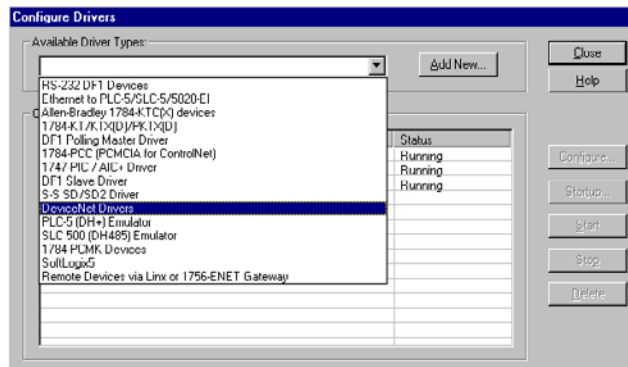 Configure Drivers
Available Driver Types:
Add New...
Close
Help
RS-232 DF1 Devices
Ethernet to PLC-5/SLC-5/5020-EI
Allen-Bradley 1784-KTC(X) devices
1784-KT/KTX(D)/PKTX(D)
DF1 Polling Master Driver
1784-PCC (PCMCIA for ControlNet)
1747 PIC / AIC+ Driver
DF1 Slave Driver
S-S SD/SD2 Driver
DeviceNet Drivers
PLC-5 (DH+) Emulator
SLC 500 (DH485) Emulator
1784 PCMK Devices
SoftLogix5
Remote Devices via Linx or 1756-ENET Gateway
Status
Running
Running
Running
Configure...
Startup...
Start
Stop
Delete